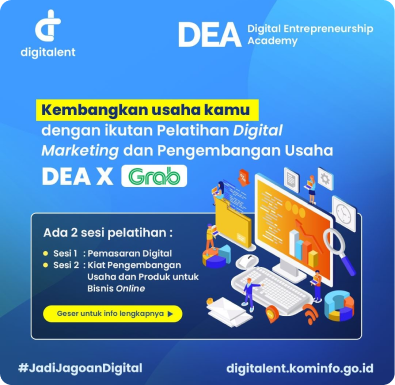 digitalent
DEA Digital Entrepreneurship
Academy
Kembangkan usaha kamu
dengan ikutan Pelatihan Digital
Marketing dan Pengembangan Usaha
DEA X Grab
Ada 2 sesi pelatihan :
Sesi 1 : Pemasaran Digital
Sesi 2 : Kiat Pengembangan
Usaha dan Produk untuk
Bisnis Online
Geser untuk info lengkapnya
#JadiJagoanDigital
digitalent.kominfo.go.id